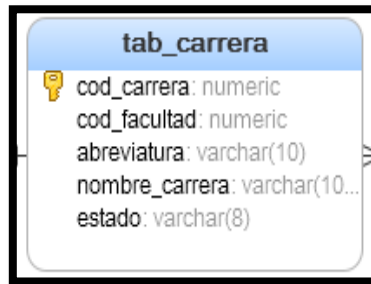 tab_carrera
cod_carrera: numeric
cod_facultad: numeric
abreviatura: varchar(10)
nombre_carrera: varchar(10...
estado: varchar(8)